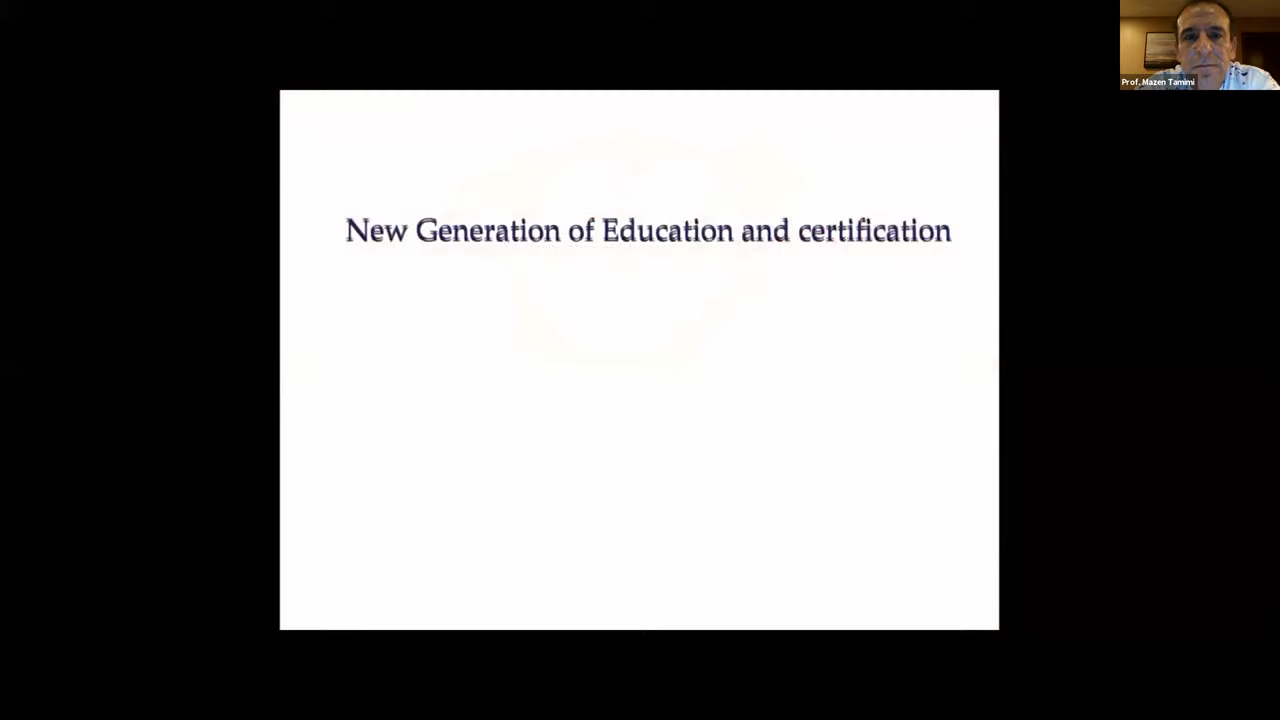 Prof. Mazen Tamimi
New Generation of Education and certification